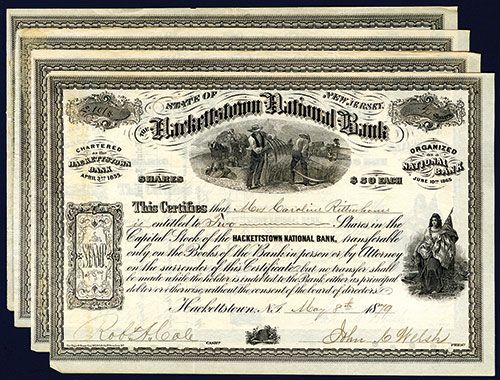 STATE OF NEW JERSEY.
The Hackettstown National Bank
CHARTERED
as the
HACKETTSTOWN
BANK
APRIL 3RD 1855.
ORGANIZED
as a
NATIONAL
BANK
JUNE 10TH 1865
SHARES $50 EACH
This Certifies that Mrs Caroline Rittenhouse
is entitled to Two Shares in the
Capital Stock of the HACKETTSTOWN NATIONAL BANK, transferable
only on the Books of the Bank in person or by Attorney
on the surrender of this Certificate, but no transfer shall
be made while the holder is indebted to the Bank either as principal
debtor or otherwise, without the consent of the board of directors.
Hackettstown, N.J. May 8th 1879
Robt A. Cole CASHR John C Welsh PREST